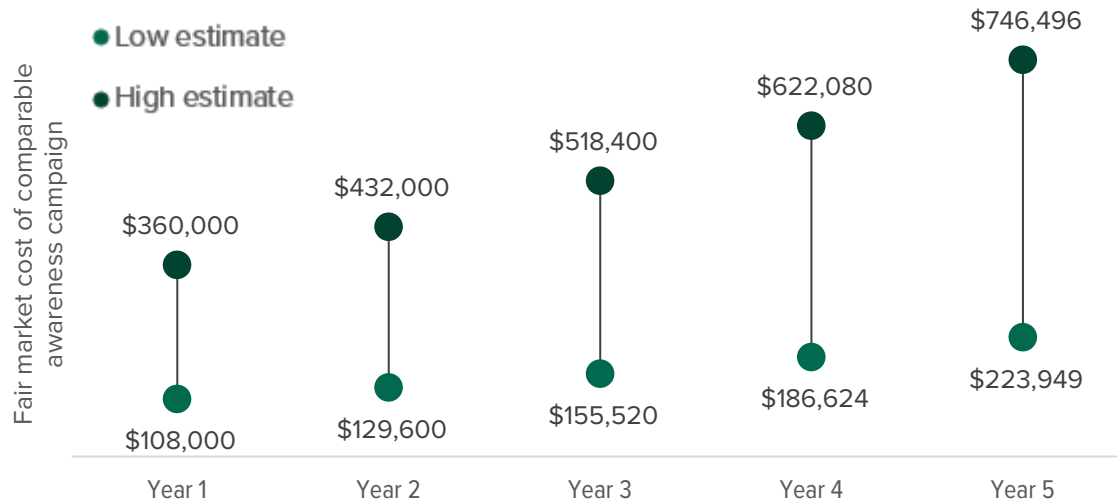 Low estimate
High estimate
Fair market cost of comparable
awareness campaign
$360,000
$432,000
$518,400
$622,080
$746,496
$108,000
$129,600
$155,520
$186,624
$223,949
Year 1
Year 2
Year 3
Year 4
Year 5